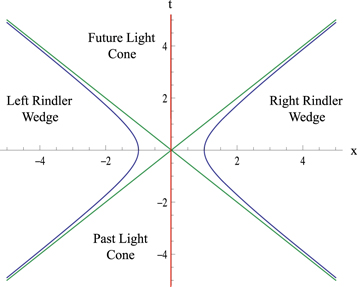 t
Future Light
Cone
4
Left Rindler
Wedge
2
Right Rindler
Wedge
-4
-2
2
4
x
-2
Past Light
Cone
-4